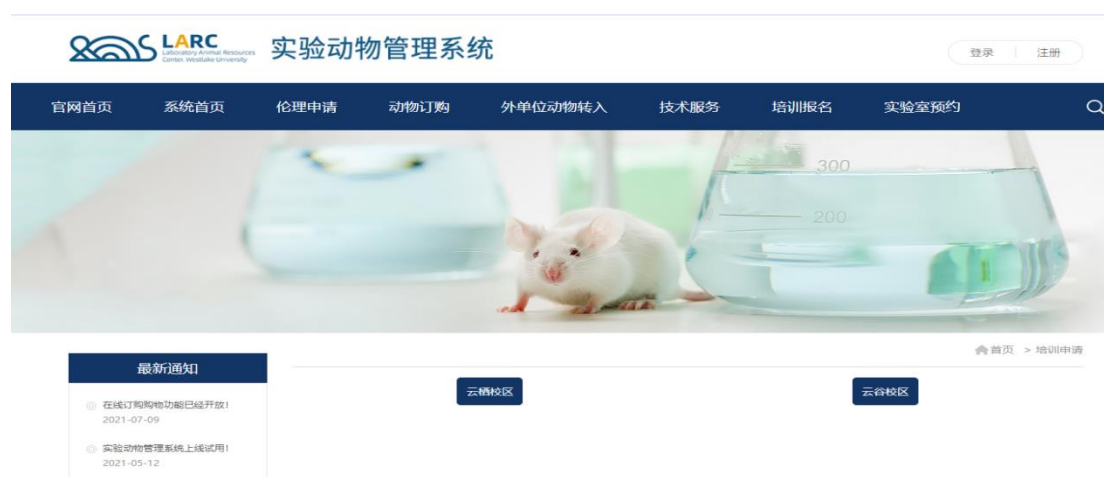 LARC
Laboratory Animal Resources
Center, Westlake University
实验动物管理系统
登录 注册
官网首页 系统首页 伦理申请 动物订购 外单位动物转入 技术服务 培训报名 实验室预约
300
200
首页 > 培训申请
最新通知
云栖校区 云谷校区
在线订购购物功能已经开放!
2021-07-09
实验动物管理系统上线试用!
2021-05-12